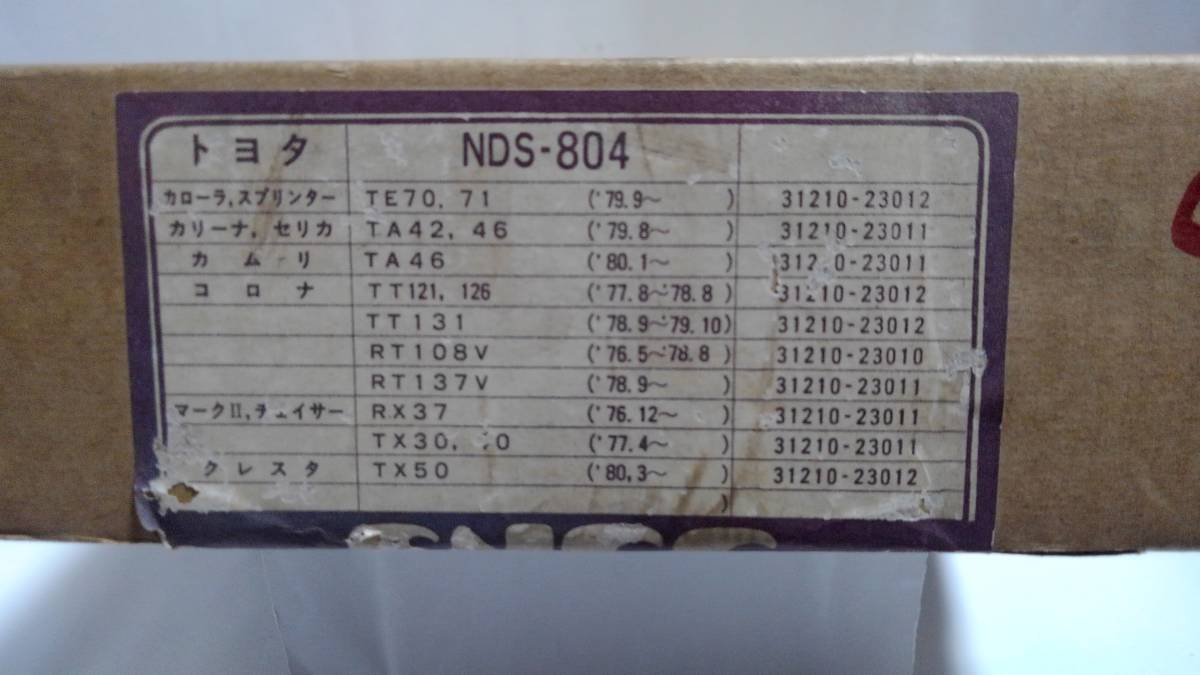 トヨタ NDS-804
カローラ,スプリンター TE70, 71 ('79.9〜 ) 31210-23012
カリーナ, セリカ TA42, 46 ('79.8〜 ) 31210-23011
カムリ TA46 ('80.1〜 ) 31210-23011
コロナ TT121, 126 ('77.8〜'78.8 ) 31210-23012
TT131 ('78.9〜'79.10) 31210-23012
RT108V ('76.5〜'78.8 ) 31210-23010
RT137V ('78.9〜 ) 31210-23011
マークII,チェイサー RX37 ('76.12〜 ) 31210-23011
TX30, ('77.4〜 ) 31210-23011
クレスタ TX50 ('80,3〜 ) 31210-23012
)